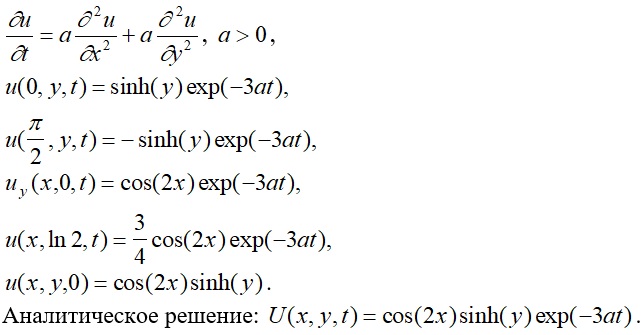 ∂u/∂t = a ∂²u/∂x² + a ∂²u/∂y², a > 0,
u(0, y, t) = sinh(y) exp(−3at),
u(π/2, y, t) = − sinh(y) exp(−3at),
u_y(x,0,t) = cos(2x) exp(−3at),
u(x, ln 2, t) = 3/4 cos(2x) exp(−3at),
u(x, y,0) = cos(2x) sinh(y).
Аналитическое решение: U(x, y, t) = cos(2x) sinh(y) exp(−3at).